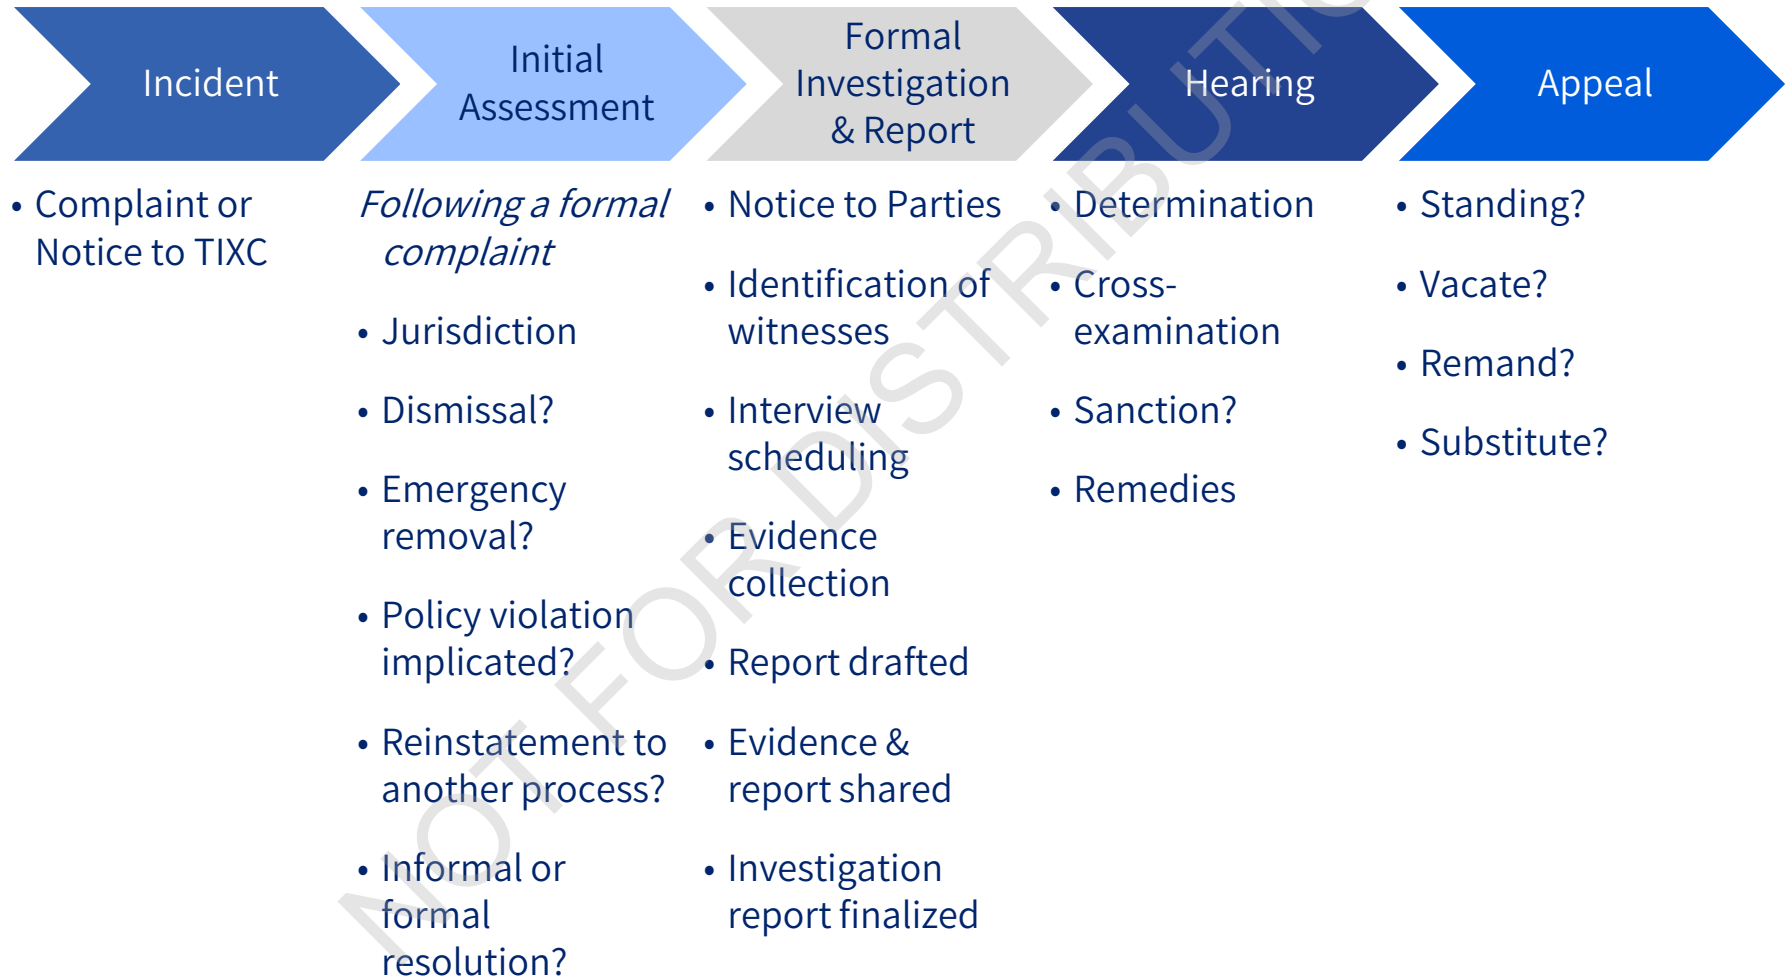 Incident
Initial
Assessment
Formal
Investigation
& Report
Hearing
Appeal
• Complaint or
Notice to TIXC
Following a formal
complaint
• Jurisdiction
• Dismissal?
• Emergency
removal?
• Policy violation
implicated?
• Reinstatement to
another process?
• Informal or
formal
resolution?
• Notice to Parties
• Identification of
witnesses
• Interview
scheduling
• Evidence
collection
• Report drafted
• Evidence &
report shared
• Investigation
report finalized
• Determination
• Cross-
examination
• Sanction?
• Remedies
• Standing?
• Vacate?
• Remand?
• Substitute?
NOT FOR DISTRIBUTIO